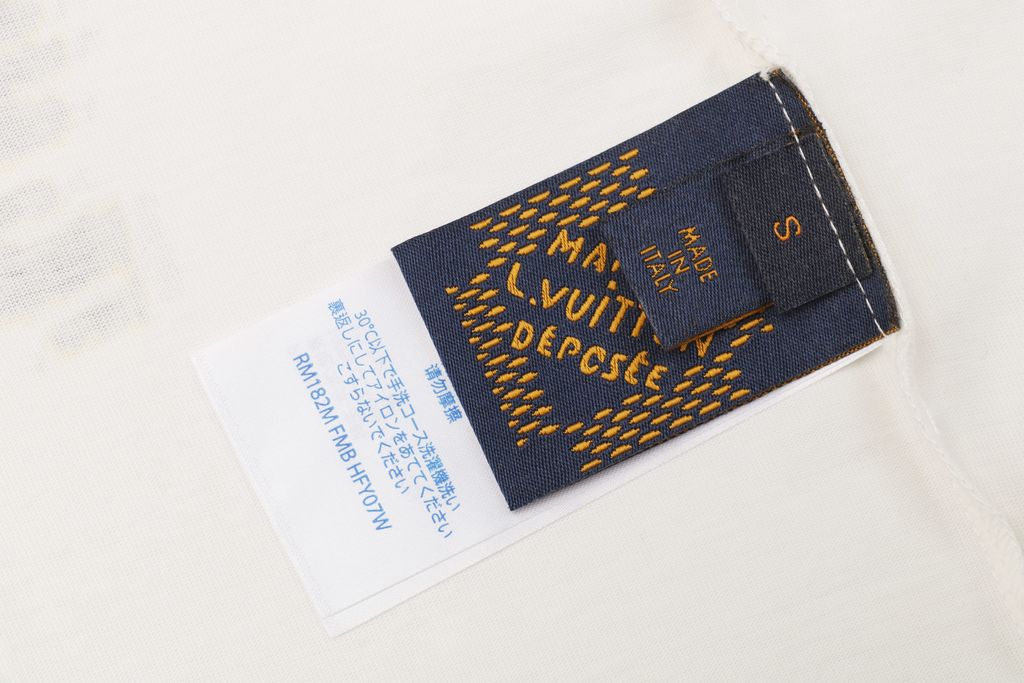 MA
L.VUITTON
DÉPOSÉE
MADE
IN
ITALY
S
请勿摩擦
30℃以下で手洗コース洗濯機洗い
裏返しにしてアイロンをあててください
こすらないでください
RM182M FMB HFY07W